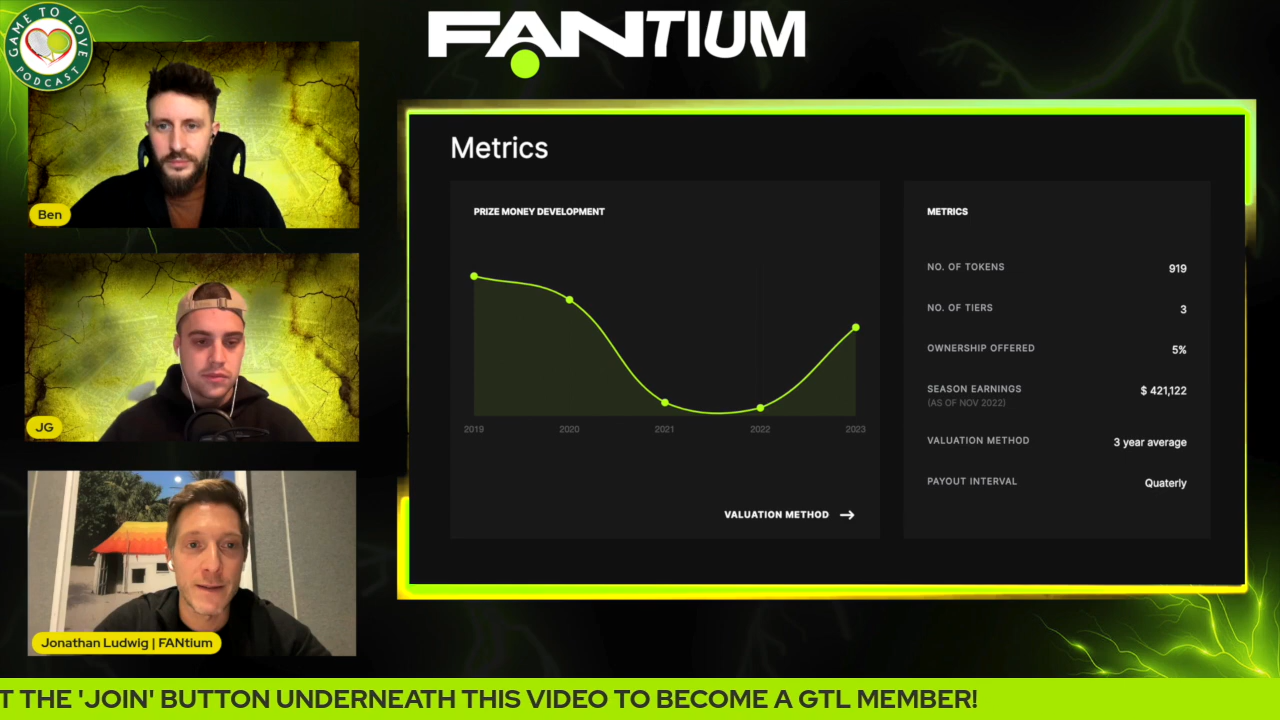 GAME TO LOVE
PODCAST
FANTIUM
Ben
JG
Jonathan Ludwig | FANtium
Metrics
PRIZE MONEY DEVELOPMENT
2019 2020 2021 2022 2023
VALUATION METHOD →
METRICS
NO. OF TOKENS 919
NO. OF TIERS 3
OWNERSHIP OFFERED 5%
SEASON EARNINGS $ 421,122
(AS OF NOV 2022)
VALUATION METHOD 3 year average
PAYOUT INTERVAL Quaterly
T THE 'JOIN' BUTTON UNDERNEATH THIS VIDEO TO BECOME A GTL MEMBER!